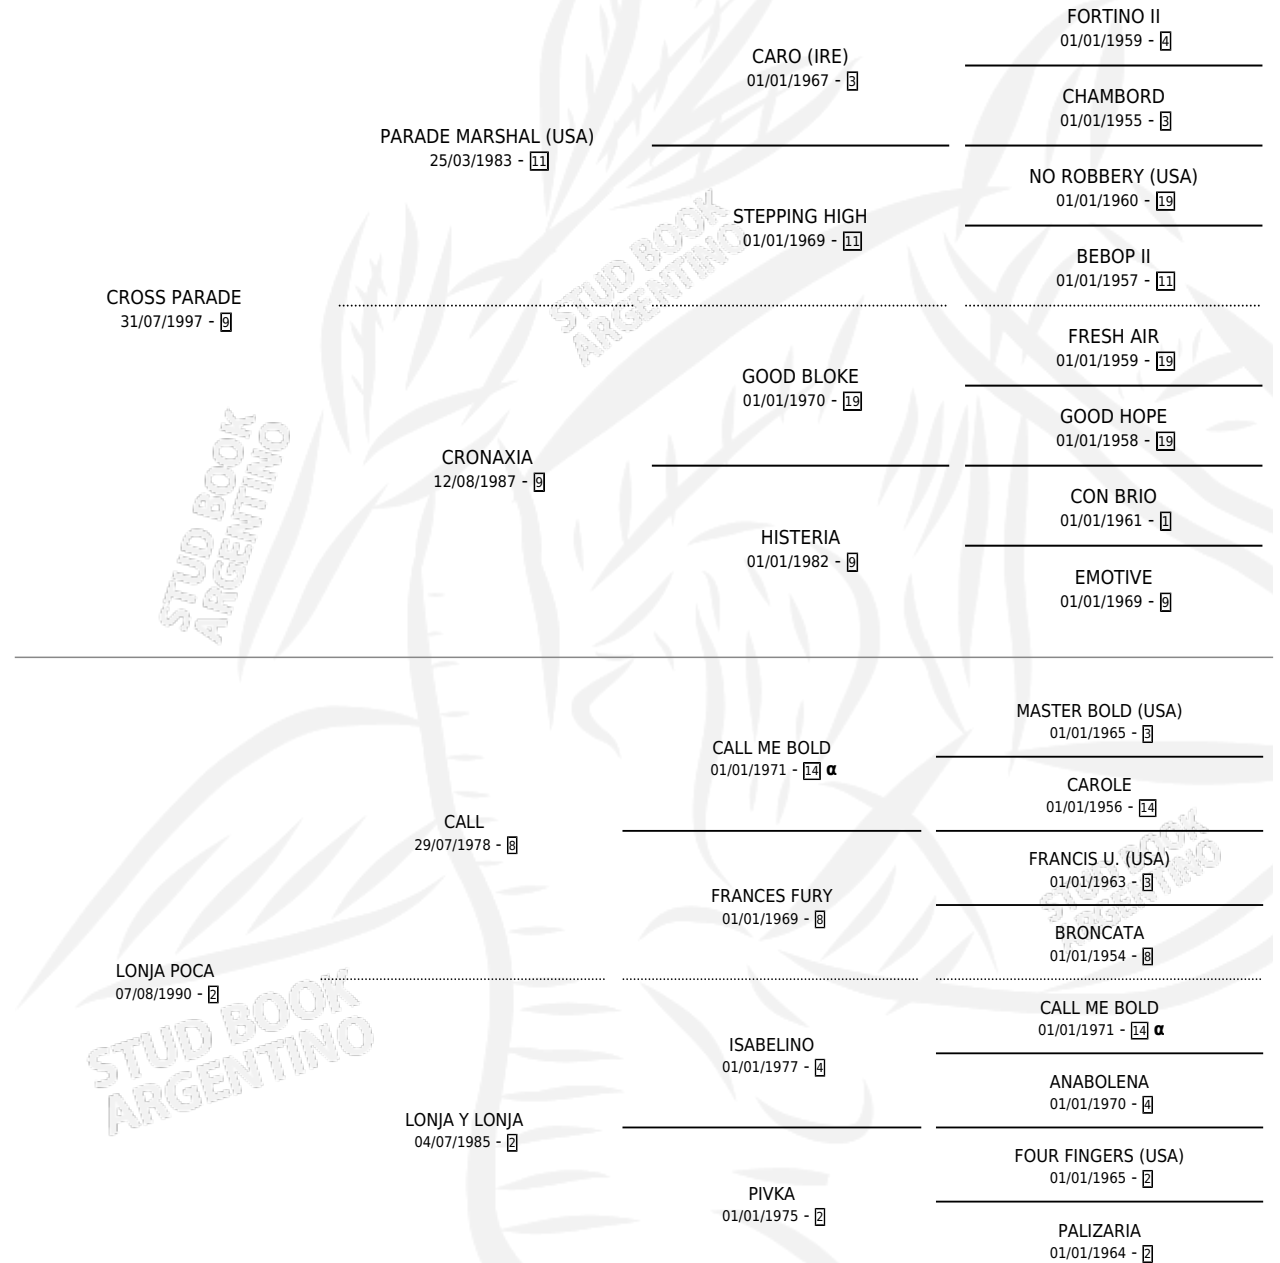 FORTINO II
01/01/1959 - 4
CARO (IRE)
01/01/1967 - 3
CHAMBORD
01/01/1955 - 3
PARADE MARSHAL (USA)
25/03/1983 - 11
NO ROBBERY (USA)
01/01/1960 - 19
STEPPING HIGH
01/01/1969 - 11
BEBOP II
01/01/1957 - 11
STUD BOOK
ARGENTINO
CROSS PARADE
31/07/1997 - 9
FRESH AIR
01/01/1959 - 19
GOOD BLOKE
01/01/1970 - 19
GOOD HOPE
01/01/1958 - 19
CRONAXIA
12/08/1987 - 9
CON BRIO
01/01/1961 - 1
HISTERIA
01/01/1982 - 9
EMOTIVE
01/01/1969 - 9
STUD BOOK
ARGENTINO
MASTER BOLD (USA)
01/01/1965 - 3
CALL ME BOLD
01/01/1971 - 14 α
CAROLE
01/01/1956 - 14
CALL
29/07/1978 - 8
FRANCIS U. (USA)
01/01/1963 - 3
STUD BOOK
ARGENTINO
FRANCES FURY
01/01/1969 - 8
BRONCATA
01/01/1954 - 8
LONJA POCA
07/08/1990 - 2
CALL ME BOLD
01/01/1971 - 14 α
STUD BOOK
ARGENTINO
ISABELINO
01/01/1977 - 4
ANABOLENA
01/01/1970 - 4
LONJA Y LONJA
04/07/1985 - 2
FOUR FINGERS (USA)
01/01/1965 - 2
PIVKA
01/01/1975 - 2
PALIZARIA
01/01/1964 - 2